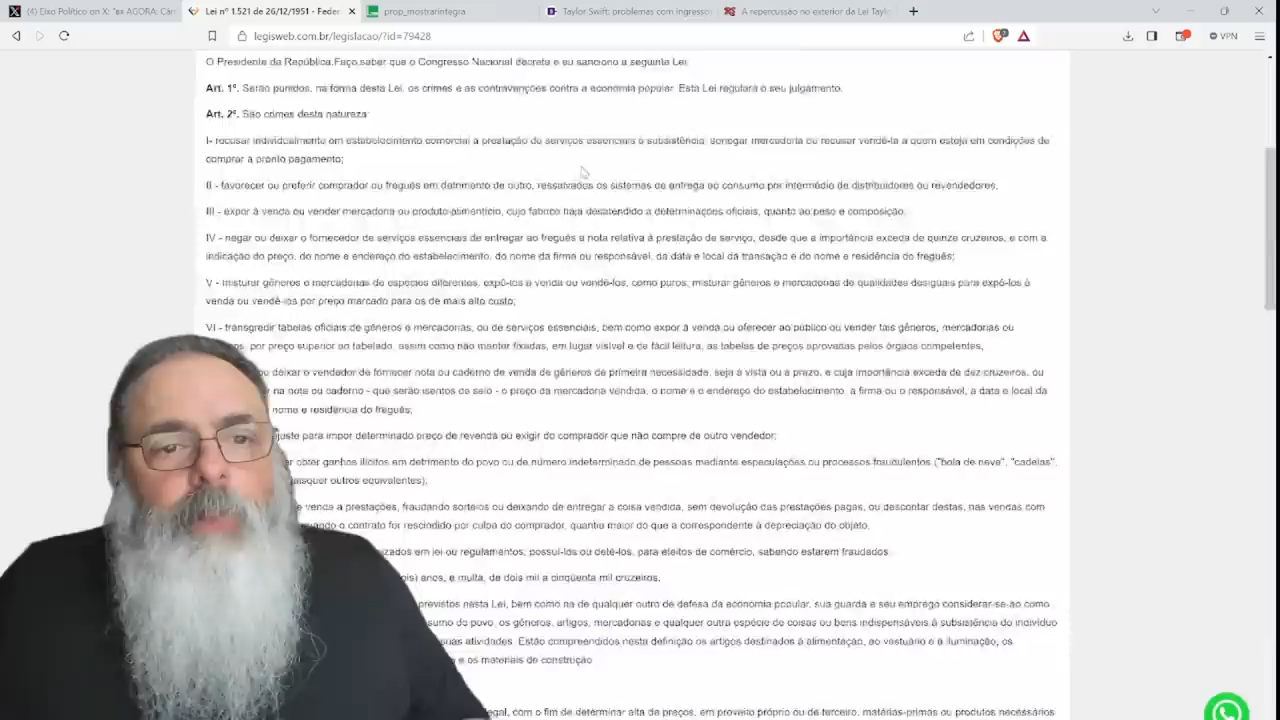 (4) Eixo Político on X: "ex AGORA: Câm
Lei nº 1.521 de 26/12/1951 - Feder
prop_mostrarintegra
Taylor Swift: problemas com ingresso
A repercussão no exterior da Lei Taylo
legisweb.com.br/legislacao/?id=79428
VPN
O Presidente da República.Faço saber que o Congresso Nacional decreta e eu sanciono a seguinte Lei:
Art. 1º. Serão punidos, na forma desta Lei, os crimes e as contravenções contra a economia popular. Esta Lei regulará o seu julgamento.
Art. 2º. São crimes desta natureza:
I- recusar individualmente em estabelecimento comercial a prestação de serviços essenciais à subsistência; sonegar mercadoria ou recusar vendê-la a quem esteja em condições de
comprar a pronto pagamento;
II - favorecer ou preferir comprador ou freguês em detrimento de outro, ressalvados os sistemas de entrega ao consumo por intermédio de distribuidores ou revendedores;
III - expor à venda ou vender mercadoria ou produto alimentício, cujo fabrico haja desatendido a determinações oficiais, quanto ao peso e composição;
IV - negar ou deixar o fornecedor de serviços essenciais de entregar ao freguês a nota relativa à prestação de serviço, desde que a importância exceda de quinze cruzeiros, e com a
indicação do preço, do nome e endereço do estabelecimento, do nome da firma ou responsável, da data e local da transação e do nome e residência do freguês;
V - misturar gêneros e mercadorias de espécies diferentes, expô-los à venda ou vendê-los, como puros; misturar gêneros e mercadorias de qualidades desiguais para expô-los à
venda ou vendê-los por preço marcado para os de mais alto custo;
VI - transgredir tabelas oficiais de gêneros e mercadorias, ou de serviços essenciais, bem como expor à venda ou oferecer ao público ou vender tais gêneros, mercadorias ou
por preço superior ao tabelado, assim como não manter fixadas, em lugar visível e de fácil leitura, as tabelas de preços aprovadas pelos órgãos competentes;
ou deixar o vendedor de fornecer nota ou caderno de venda de gêneros de primeira necessidade, seja à vista ou a prazo, e cuja importância exceda de dez cruzeiros, ou
na nota ou caderno - que serão isentos de selo - o preço da mercadoria vendida, o nome e o endereço do estabelecimento, a firma ou o responsável, a data e local da
nome e residência do freguês;
ajuste para impor determinado preço de revenda ou exigir do comprador que não compre de outro vendedor;
obter ganhos ilícitos em detrimento do povo ou de número indeterminado de pessoas mediante especulações ou processos fraudulentos ("bola de neve", "cadeias",
quaisquer outros equivalentes);
venda a prestações, fraudando sorteios ou deixando de entregar a coisa vendida, sem devolução das prestações pagas, ou descontar destas, nas vendas com
quando o contrato for rescindido por culpa do comprador, quantia maior do que a correspondente à depreciação do objeto.
em lei ou regulamentos, possuí-los ou detê-los, para efeitos de comércio, sabendo estarem fraudados.
anos, e multa, de dois mil a cinqüenta mil cruzeiros.
previstos nesta Lei, bem como na de qualquer outro de defesa da economia popular, sua guarda e seu emprego considerar-se-ão como
do povo, os gêneros, artigos, mercadorias e qualquer outra espécie de coisas ou bens indispensáveis à subsistência do indivíduo
suas atividades. Estão compreendidos nesta definição os artigos destinados à alimentação, ao vestuário e à iluminação, os
e os materiais de construção
com o fim de determinar alta de preços, em proveito próprio ou de terceiro, matérias-primas ou produtos necessários